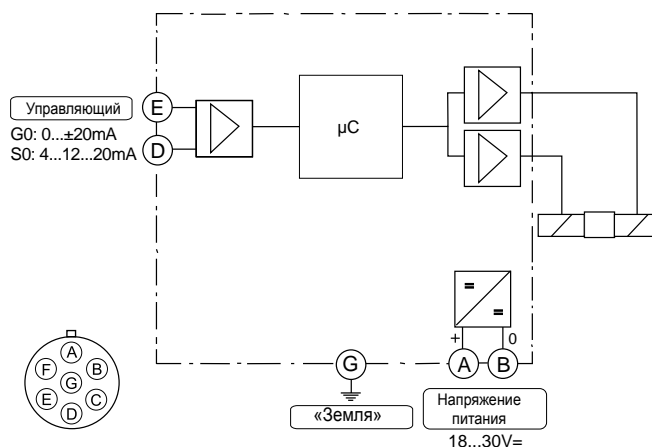 Управляющий
G0: 0...±20mA
S0: 4...12...20mA
E
D
µC
+
0
G
A
B
«Земля»
Напряжение
питания
18...30V=
A
F
B
G
E
C
D